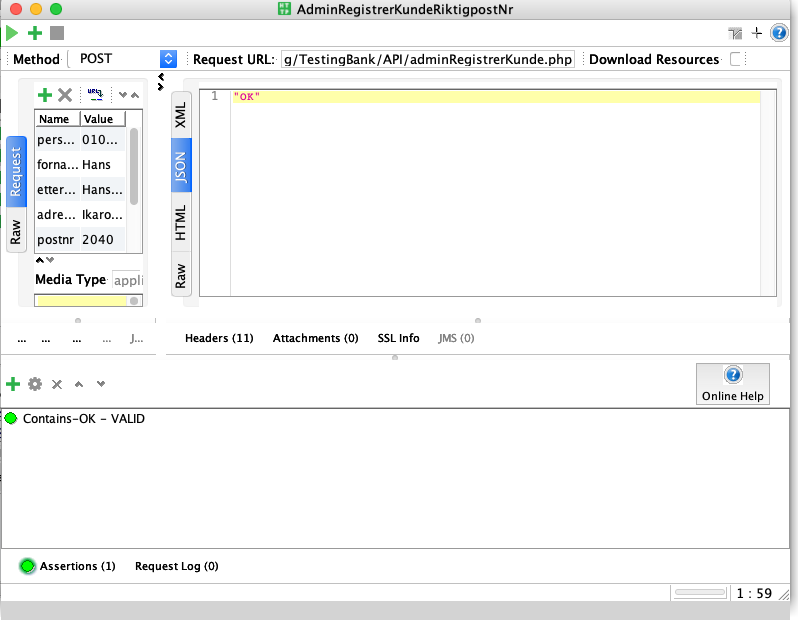 AdminRegistrerKundeRiktigpostNr
Method POST Request URL: g/TestingBank/API/adminRegistrerKunde.php Download Resources
Name Value
pers... 010...
forna... Hans
etter... Hans...
adre... Ikaro...
postnr 2040
Media Type appli
Request
Raw
XML
JSON
HTML
Raw
1 "OK"
... ... ... ... J...
Headers (11) Attachments (0) SSL Info JMS (0)
Online Help
Contains-OK - VALID
Assertions (1) Request Log (0)
1 : 59